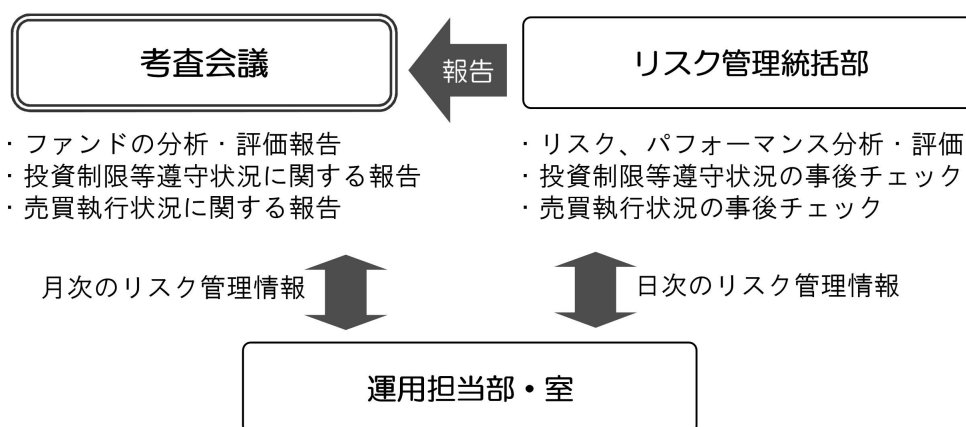 考査会議
報告
リスク管理統括部
・ファンドの分析・評価報告
・投資制限等遵守状況に関する報告
・売買執行状況に関する報告
・リスク、パフォーマンス分析・評価
・投資制限等遵守状況の事後チェック
・売買執行状況の事後チェック
月次のリスク管理情報
日次のリスク管理情報
運用担当部・室